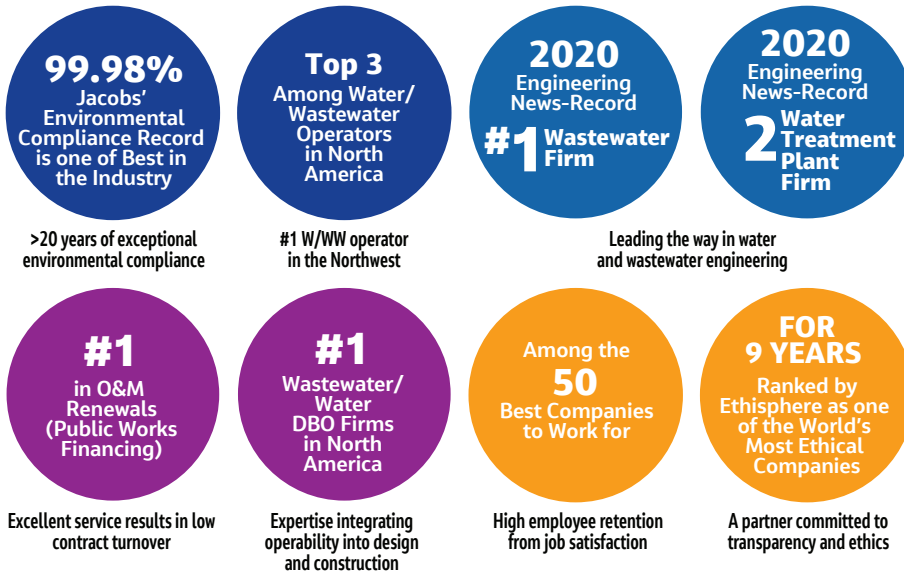 99.98%
Jacobs'
Environmental
Compliance Record
is one of Best in
the Industry
>20 years of exceptional
environmental compliance
Top 3
Among Water/
Wastewater
Operators
in North
America
#1 W/WW operator
in the Northwest
2020
Engineering
News-Record
#1 Wastewater
Firm
2020
Engineering
News-Record
2 Water
Treatment
Plant
Firm
Leading the way in water
and wastewater engineering
#1
in O&M
Renewals
(Public Works
Financing)
Excellent service results in low
contract turnover
#1
Wastewater/
Water
DBO Firms
in North
America
Expertise integrating
operability into design
and construction
Among the
50
Best Companies
to Work for
High employee retention
from job satisfaction
FOR
9 YEARS
Ranked by
Ethisphere as one
of the World's
Most Ethical
Companies
A partner committed to
transparency and ethics